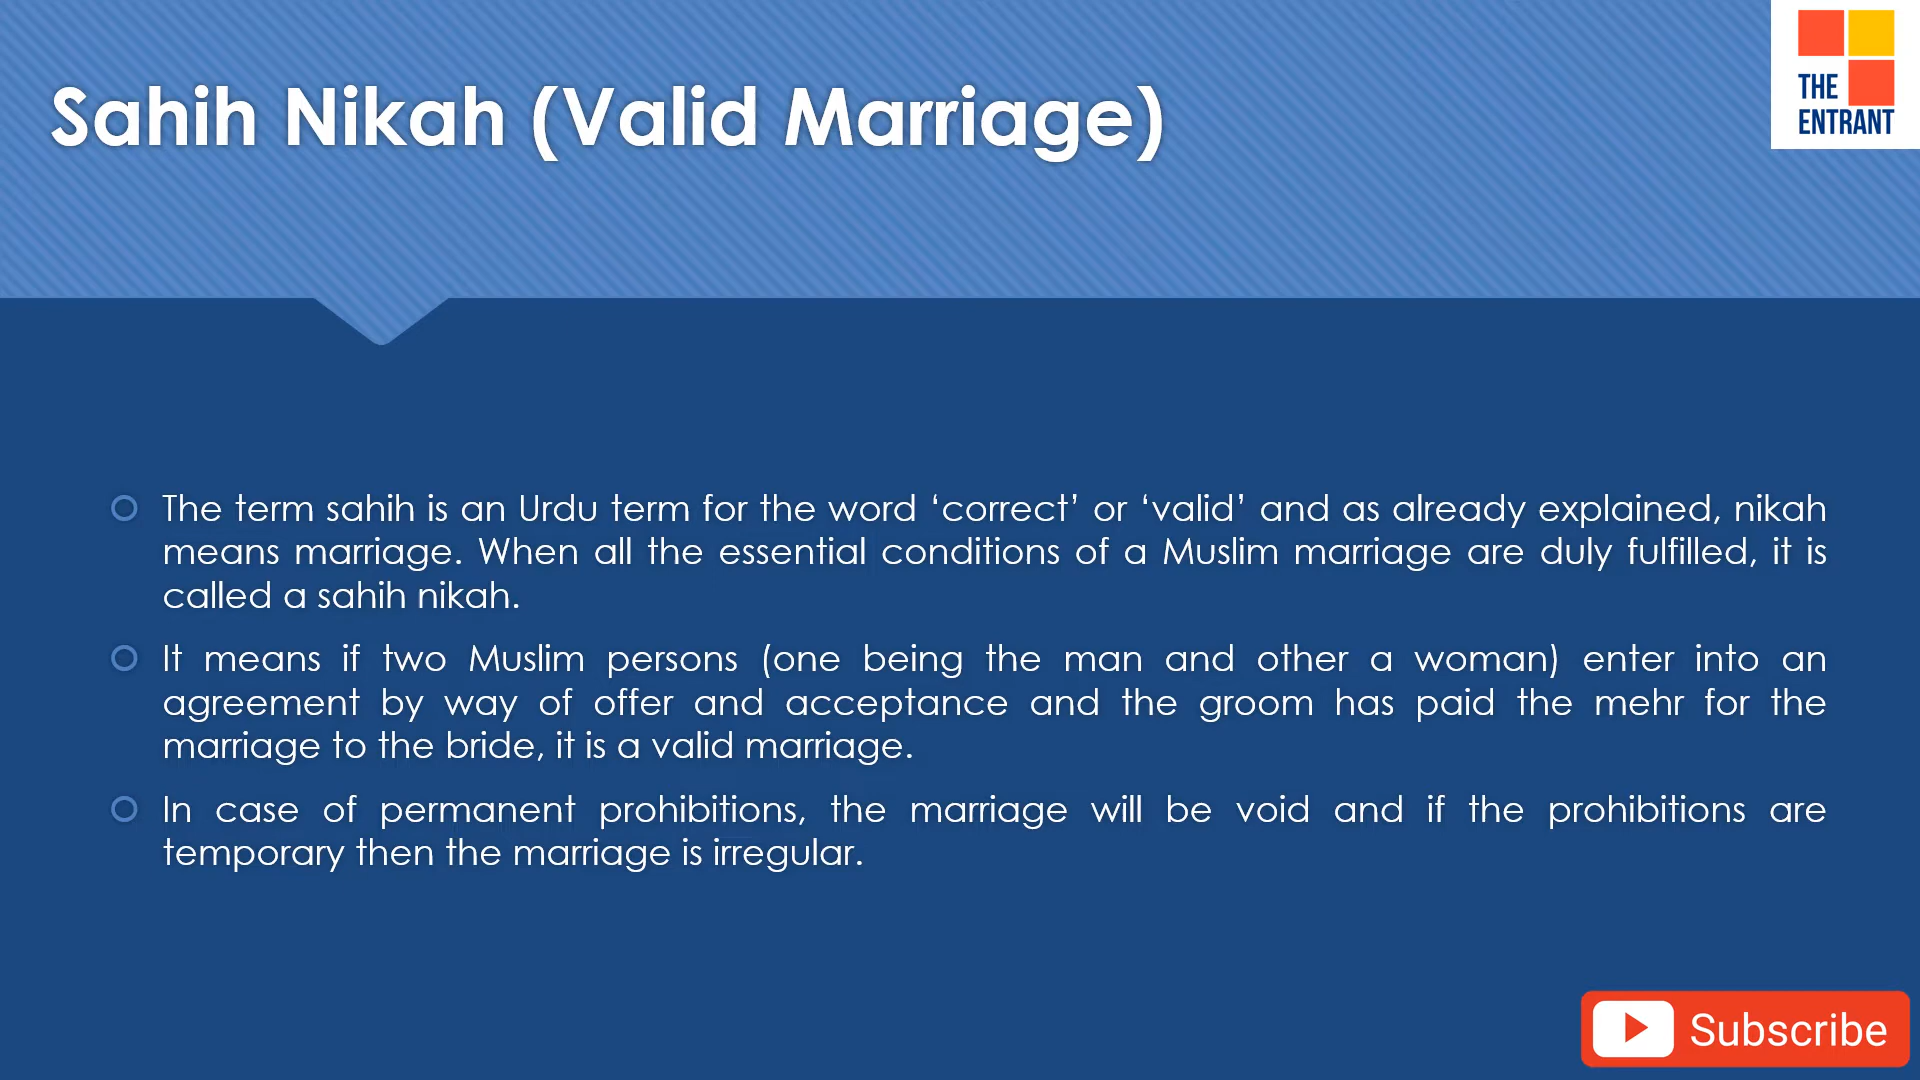 Sahih Nikah (Valid Marriage)
THE
ENTRANT
The term sahih is an Urdu term for the word ‘correct’ or ‘valid’ and as already explained, nikah
means marriage. When all the essential conditions of a Muslim marriage are duly fulfilled, it is
called a sahih nikah.
It means if two Muslim persons (one being the man and other a woman) enter into an
agreement by way of offer and acceptance and the groom has paid the mehr for the
marriage to the bride, it is a valid marriage.
In case of permanent prohibitions, the marriage will be void and if the prohibitions are
temporary then the marriage is irregular.
Subscribe